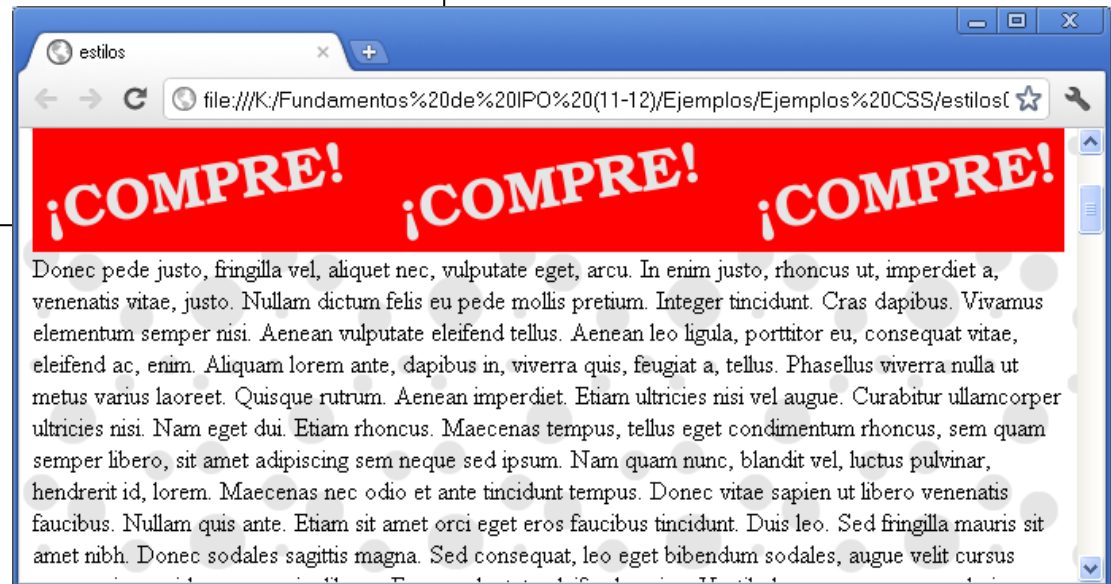 estilos
file:///K:/Fundamentos%20de%20IPO%20(11-12)/Ejemplos/Ejemplos%20CSS/estilos
¡COMPRE! ¡COMPRE! ¡COMPRE!
Donec pede justo, fringilla vel, aliquet nec, vulputate eget, arcu. In enim justo, rhoncus ut, imperdiet a,
venenatis vitae, justo. Nullam dictum felis eu pede mollis pretium. Integer tincidunt. Cras dapibus. Vivamus
elementum semper nisi. Aenean vulputate eleifend tellus. Aenean leo ligula, porttitor eu, consequat vitae,
eleifend ac, enim. Aliquam lorem ante, dapibus in, viverra quis, feugiat a, tellus. Phasellus viverra nulla ut
metus varius laoreet. Quisque rutrum. Aenean imperdiet. Etiam ultricies nisi vel augue. Curabitur ullamcorper
ultricies nisi. Nam eget dui. Etiam rhoncus. Maecenas tempus, tellus eget condimentum rhoncus, sem quam
semper libero, sit amet adipiscing sem neque sed ipsum. Nam quam nunc, blandit vel, luctus pulvinar,
hendrerit id, lorem. Maecenas nec odio et ante tincidunt tempus. Donec vitae sapien ut libero venenatis
faucibus. Nullam quis ante. Etiam sit amet orci eget eros faucibus tincidunt. Duis leo. Sed fringilla mauris sit
amet nibh. Donec sodales sagittis magna. Sed consequat, leo eget bibendum sodales, augue velit cursus